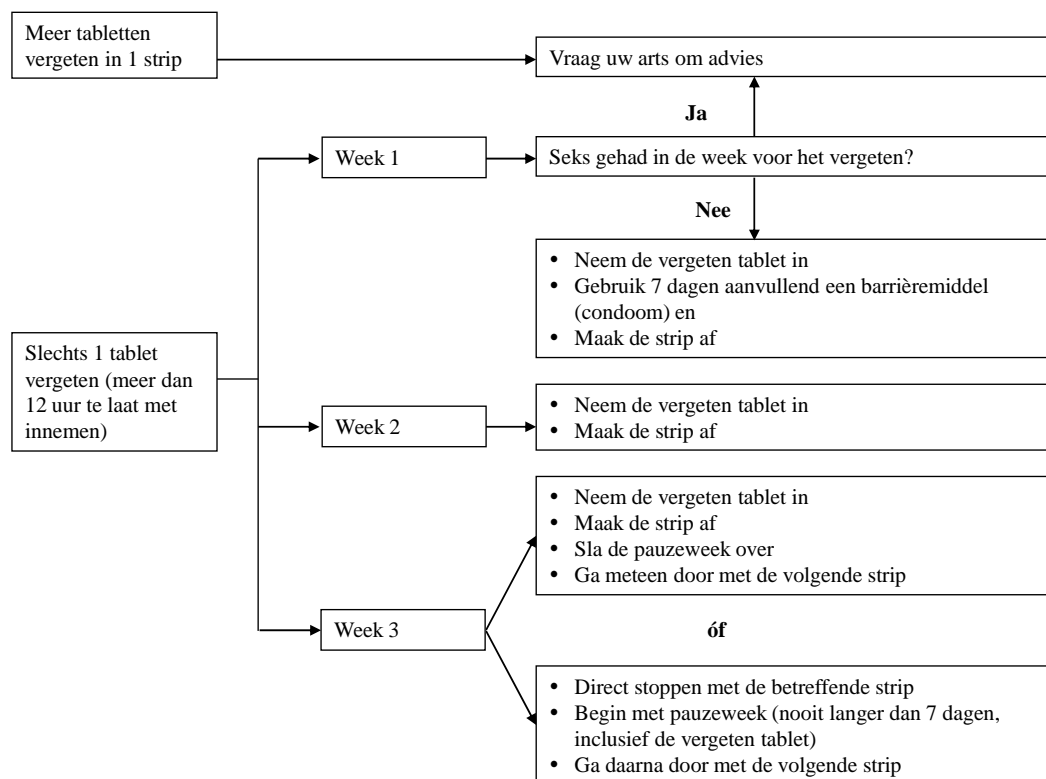 Meer tabletten
vergeten in 1 strip
Vraag uw arts om advies
Ja
Week 1
Seks gehad in de week voor het vergeten?
Nee
• Neem de vergeten tablet in
• Gebruik 7 dagen aanvullend een barrièremiddel
(condoom) en
• Maak de strip af
Slechts 1 tablet
vergeten (meer dan
12 uur te laat met
innemen)
Week 2
• Neem de vergeten tablet in
• Maak de strip af
• Neem de vergeten tablet in
• Maak de strip af
• Sla de pauzeweek over
• Ga meteen door met de volgende strip
Week 3
óf
• Direct stoppen met de betreffende strip
• Begin met pauzeweek (nooit langer dan 7 dagen,
inclusief de vergeten tablet)
• Ga daarna door met de volgende strip